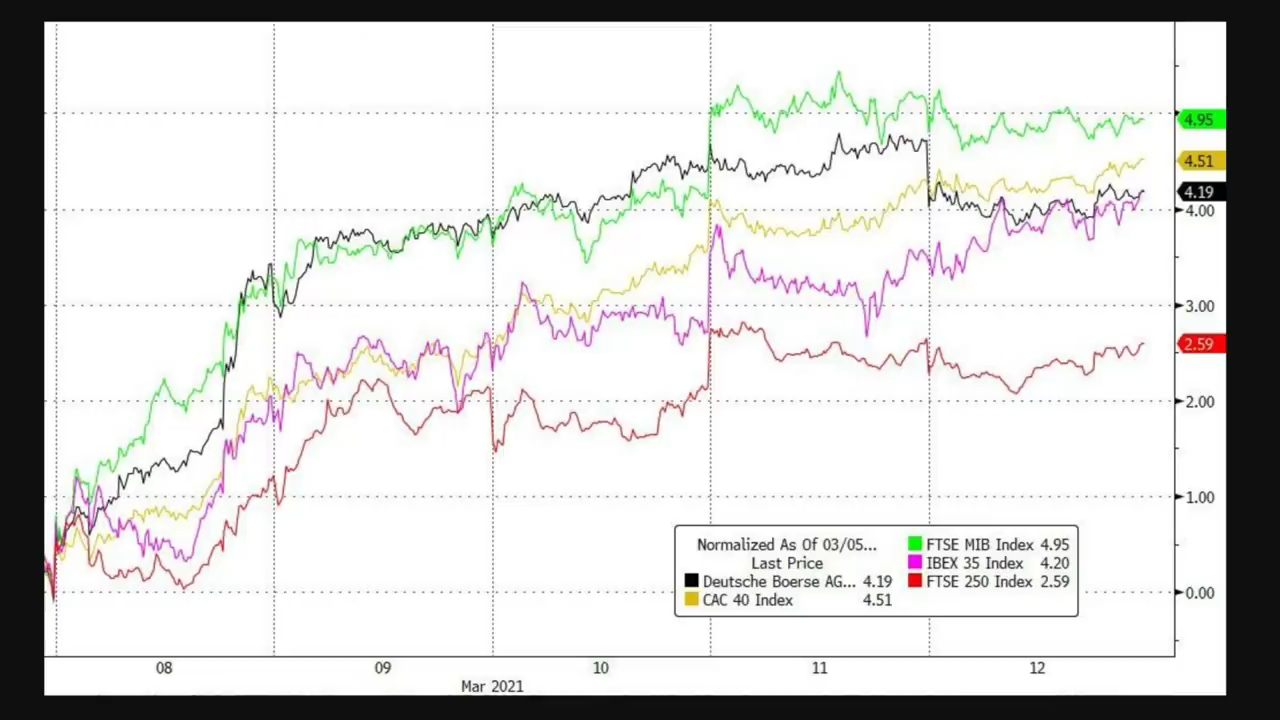 4.95
4.51
4.19
4.00
3.00
2.59
2.00
1.00
0.00
Normalized As Of 03/05...
Last Price
Deutsche Boerse AG... 4.19
CAC 40 Index 4.51
FTSE MIB Index 4.95
IBEX 35 Index 4.20
FTSE 250 Index 2.59
08 09 10 11 12
Mar 2021